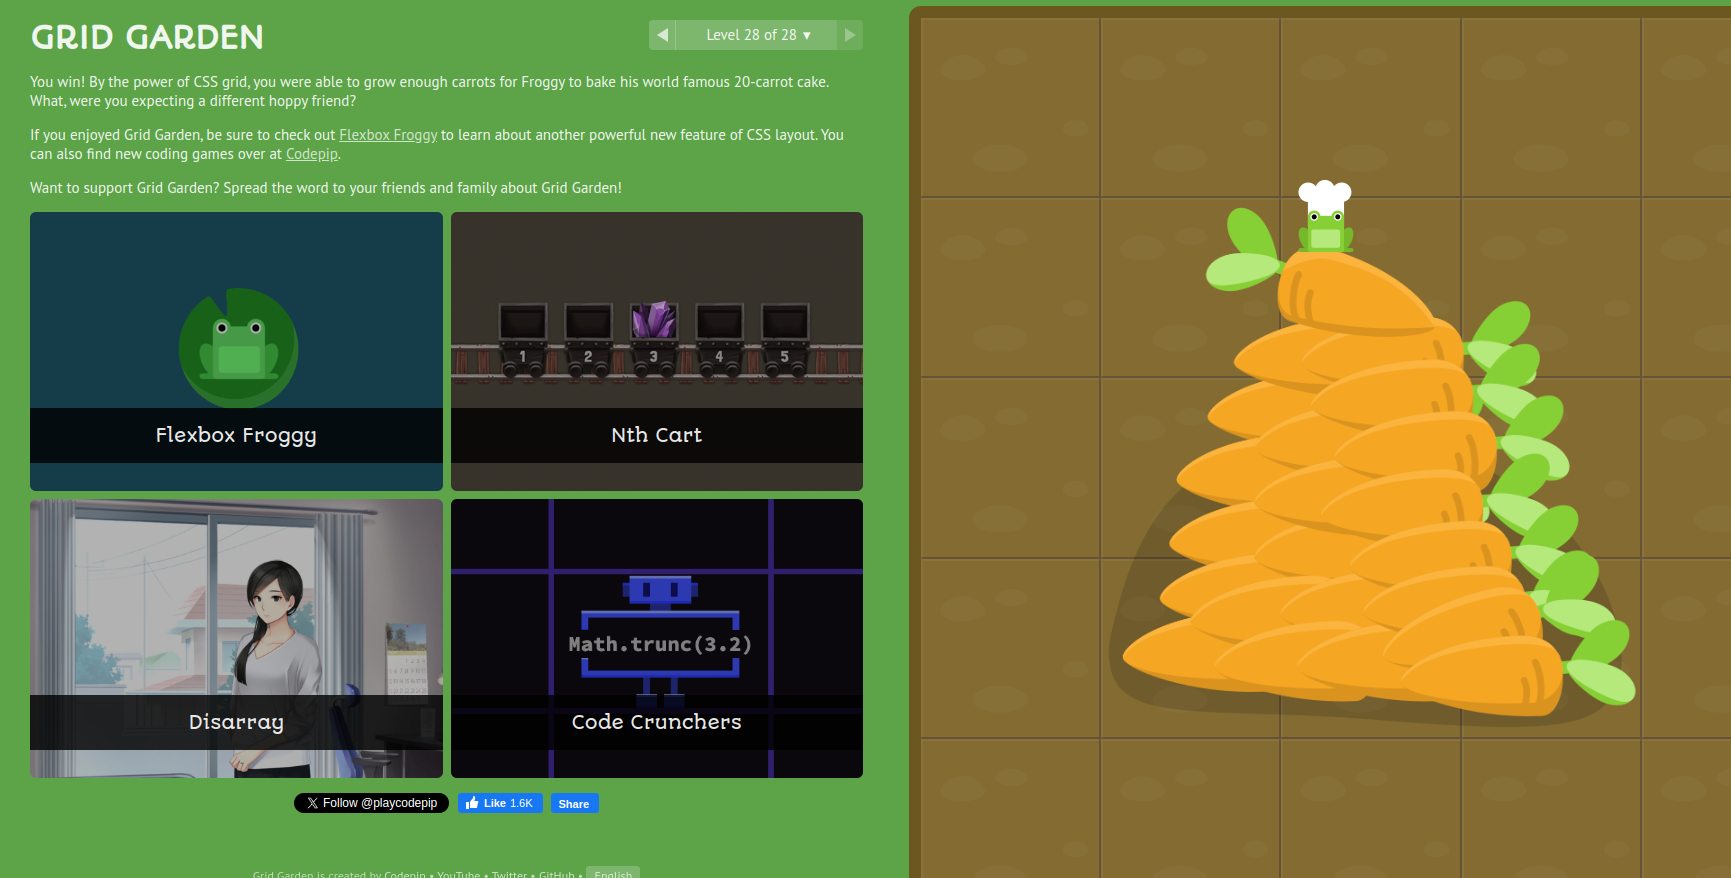 GRID GARDEN
Level 28 of 28 ▼
You win! By the power of CSS grid, you were able to grow enough carrots for Froggy to bake his world famous 20-carrot cake.
What, were you expecting a different hoppy friend?
If you enjoyed Grid Garden, be sure to check out Flexbox Froggy to learn about another powerful new feature of CSS layout. You
can also find new coding games over at Codepip.
Want to support Grid Garden? Spread the word to your friends and family about Grid Garden!
1 2 3 4 5
Flexbox Froggy
Nth Cart
Math.trunc(3.2)
Disarray
Code Crunchers
Follow @playcodepip
Like 1.6K
Share
Grid Garden is created by Codepip • YouTube • Twitter • GitHub • English